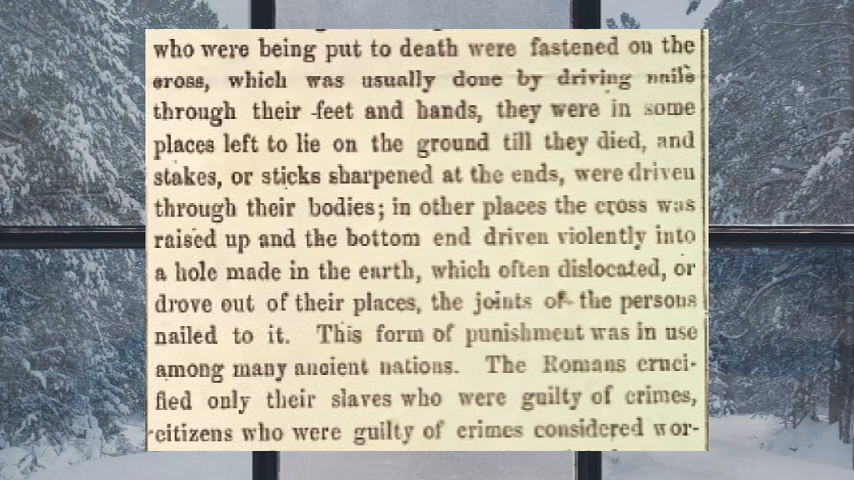 who were being put to death were fastened on the
cross, which was usually done by driving nails
through their feet and hands, they were in some
places left to lie on the ground till they died, and
stakes, or sticks sharpened at the ends, were driven
through their bodies; in other places the cross was
raised up and the bottom end driven violently into
a hole made in the earth, which often dislocated, or
drove out of their places, the joints of the persons
nailed to it. This form of punishment was in use
among many ancient nations. The Romans cruci-
fied only their slaves who were guilty of crimes,
citizens who were guilty of crimes considered wor-